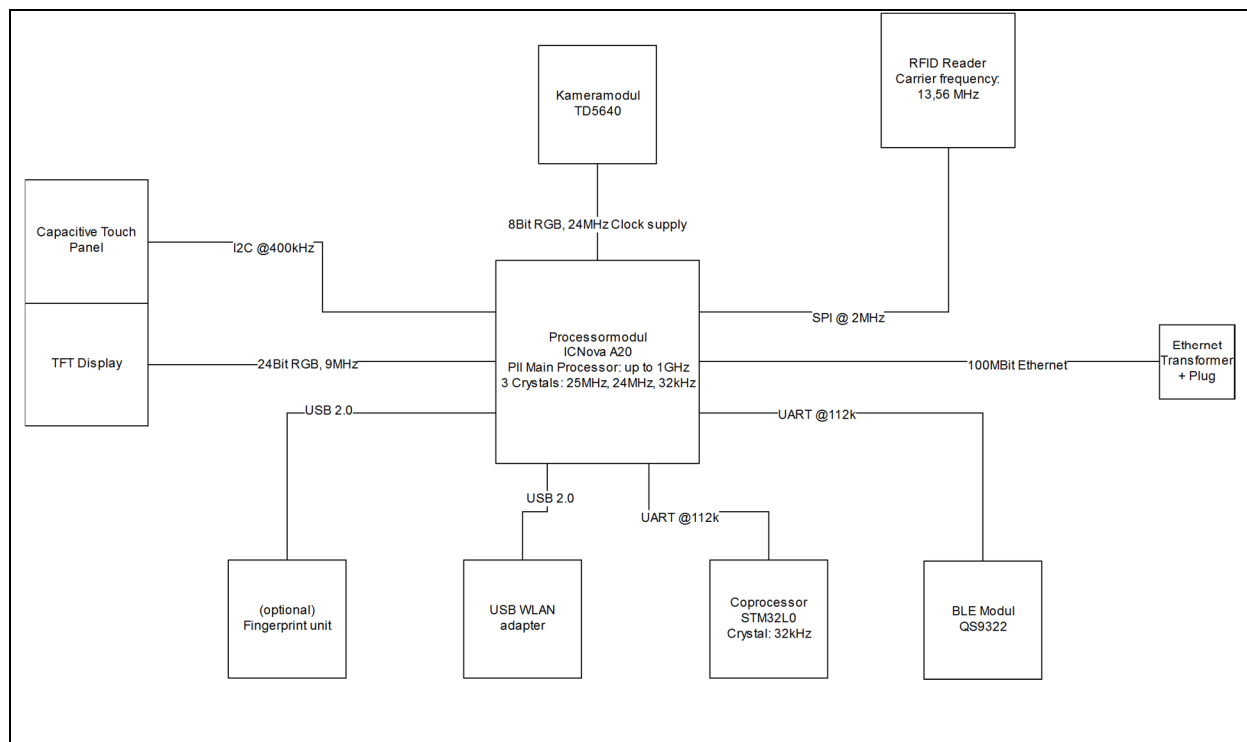 RFID Reader
Carrier frequency:
13,56 MHz
Kameramodul
TD5640
8Bit RGB, 24MHz Clock supply
Capacitive Touch
Panel
I2C @400kHz
SPI @ 2MHz
Processormodul
ICNova A20
PII Main Processor: up to 1GHz
3 Crystals: 25MHz, 24MHz, 32kHz
TFT Display
24Bit RGB, 9MHz
100MBit Ethernet
Ethernet
Transformer
+ Plug
USB 2.0
UART @112k
USB 2.0
UART @112k
(optional)
Fingerprint unit
USB WLAN
adapter
Coprocessor
STM32L0
Crystal: 32kHz
BLE Modul
QS9322